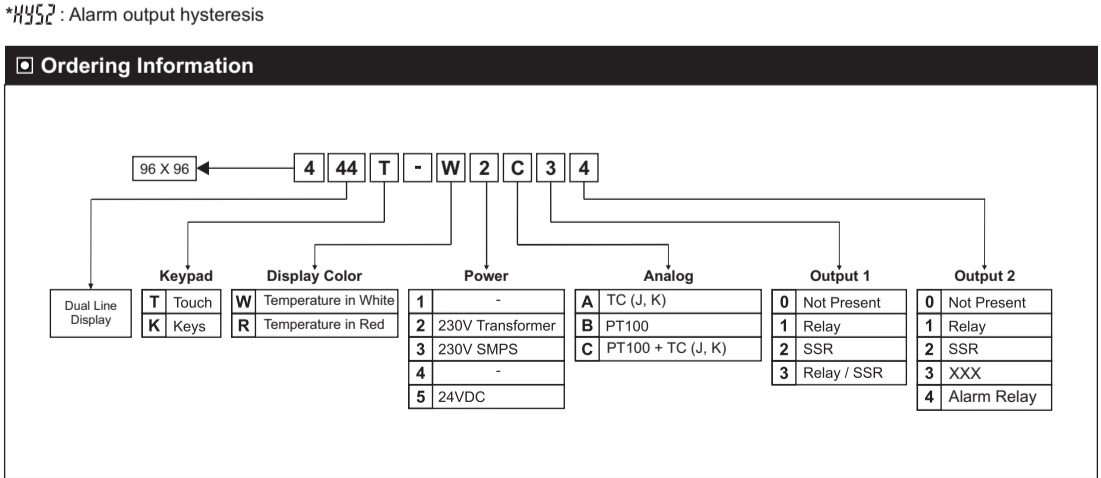 *HYS2 : Alarm output hysteresis
Ordering Information
96 X 96 4 44 T - W 2 C 3 4
Keypad Display Color Power Analog Output 1 Output 2
Dual Line
Display
T Touch
K Keys
W Temperature in White
R Temperature in Red
1 -
2 230V Transformer
3 230V SMPS
4 -
5 24VDC
A TC (J, K)
B PT100
C PT100 + TC (J, K)
0 Not Present
1 Relay
2 SSR
3 Relay / SSR
0 Not Present
1 Relay
2 SSR
3 XXX
4 Alarm Relay